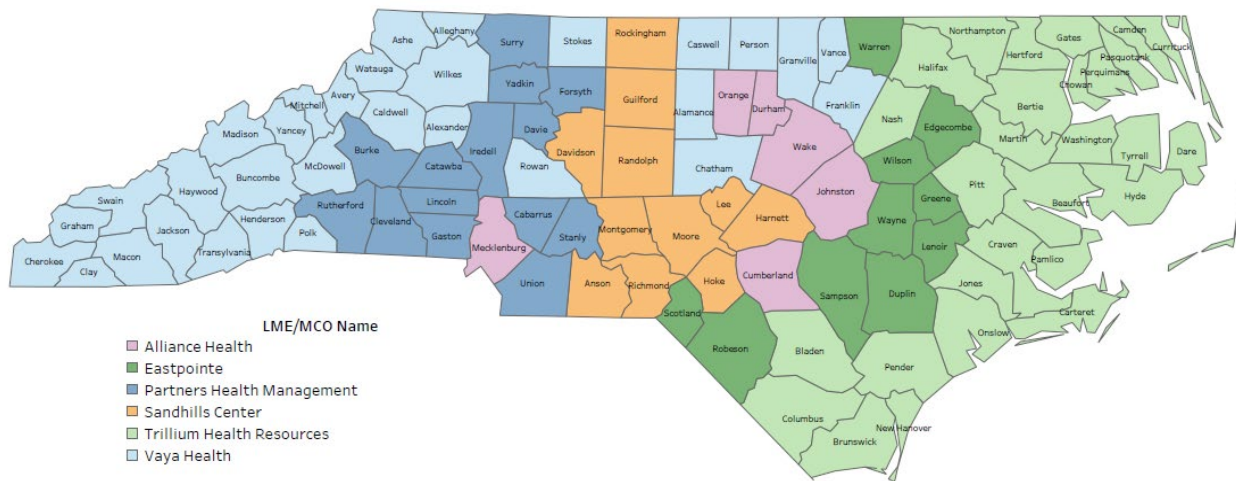 Ashe
Alleghany
Surry
Stokes
Rockingham
Caswell
Person
Granville
Vance
Warren
Northampton
Gates
Camden
Currituck
Pasquotank
Perquimans
Chowan
Hertford
Halifax
Watauga
Wilkes
Yadkin
Forsyth
Guilford
Alamance
Orange
Durham
Franklin
Nash
Bertie
Edgecombe
Martin
Washington
Tyrrell
Dare
Mitchell
Avery
Caldwell
Alexander
Iredell
Davie
Davidson
Randolph
Chatham
Wake
Wilson
Madison
Yancey
McDowell
Burke
Catawba
Rowan
Johnston
Pitt
Hyde
Beaufort
Haywood
Buncombe
Swain
Graham
Jackson
Henderson
Rutherford
Cleveland
Lincoln
Gaston
Cabarrus
Stanly
Montgomery
Moore
Lee
Harnett
Wayne
Greene
Lenoir
Craven
Pamlico
Cherokee
Clay
Macon
Transylvania
Polk
Mecklenburg
Union
Anson
Richmond
Hoke
Cumberland
Sampson
Duplin
Jones
Carteret
Onslow
Scotland
Robeson
Bladen
Pender
Columbus
Brunswick
New Hanover
LME/MCO Name
Alliance Health
Eastpointe
Partners Health Management
Sandhills Center
Trillium Health Resources
Vaya Health